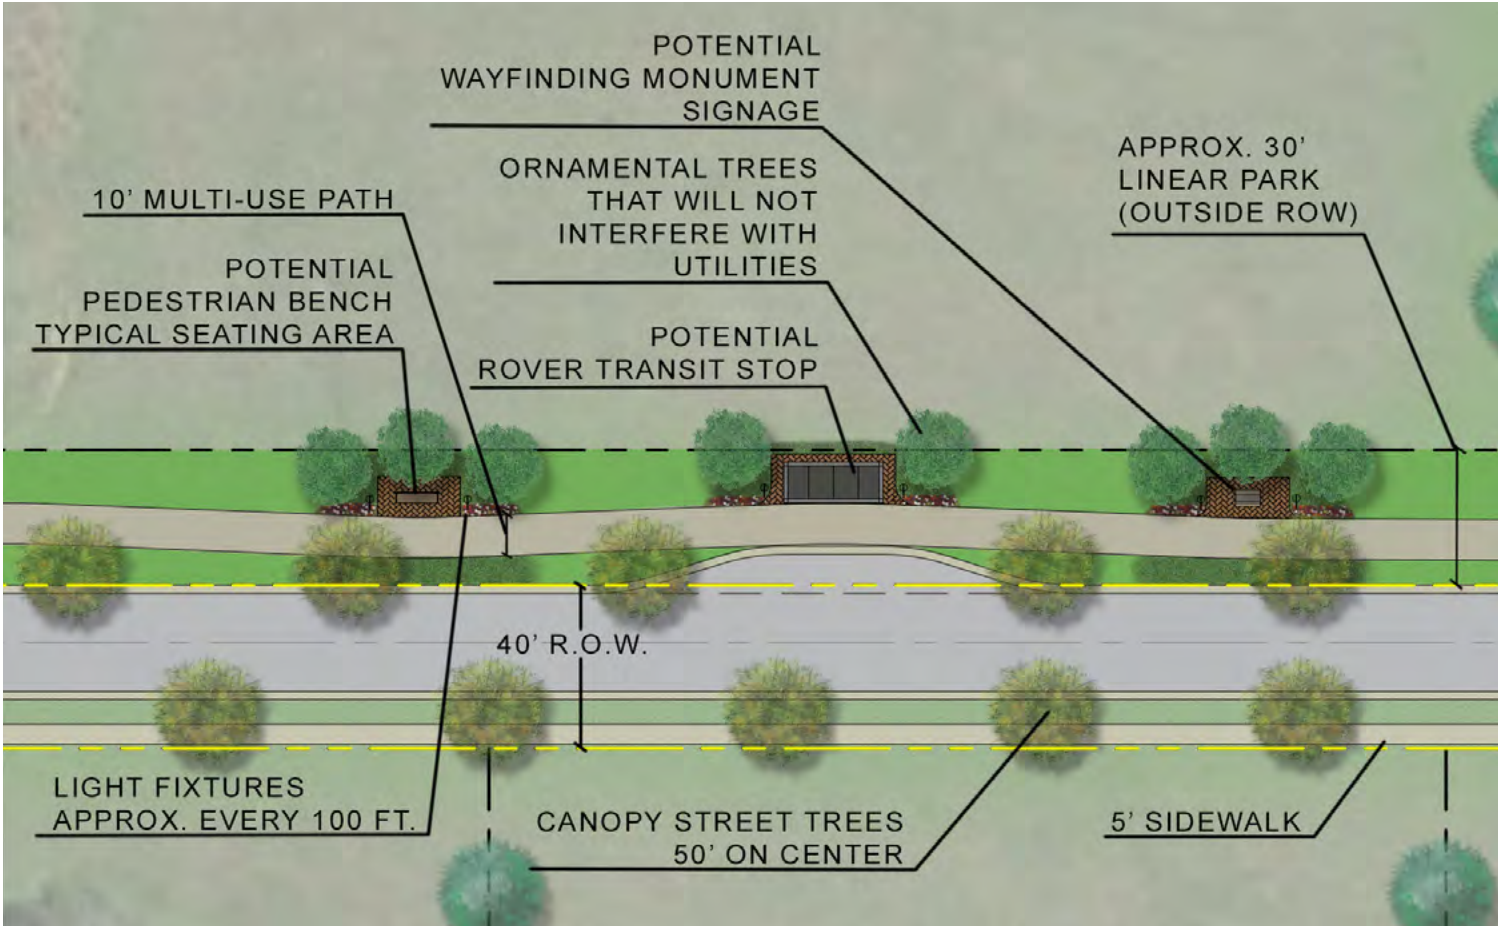 POTENTIAL
WAYFINDING MONUMENT
SIGNAGE
ORNAMENTAL TREES
THAT WILL NOT
INTERFERE WITH
UTILITIES
APPROX. 30’
LINEAR PARK
(OUTSIDE ROW)
10’ MULTI-USE PATH
POTENTIAL
PEDESTRIAN BENCH
TYPICAL SEATING AREA
POTENTIAL
ROVER TRANSIT STOP
40’ R.O.W.
LIGHT FIXTURES
APPROX. EVERY 100 FT.
CANOPY STREET TREES
50’ ON CENTER
5’ SIDEWALK